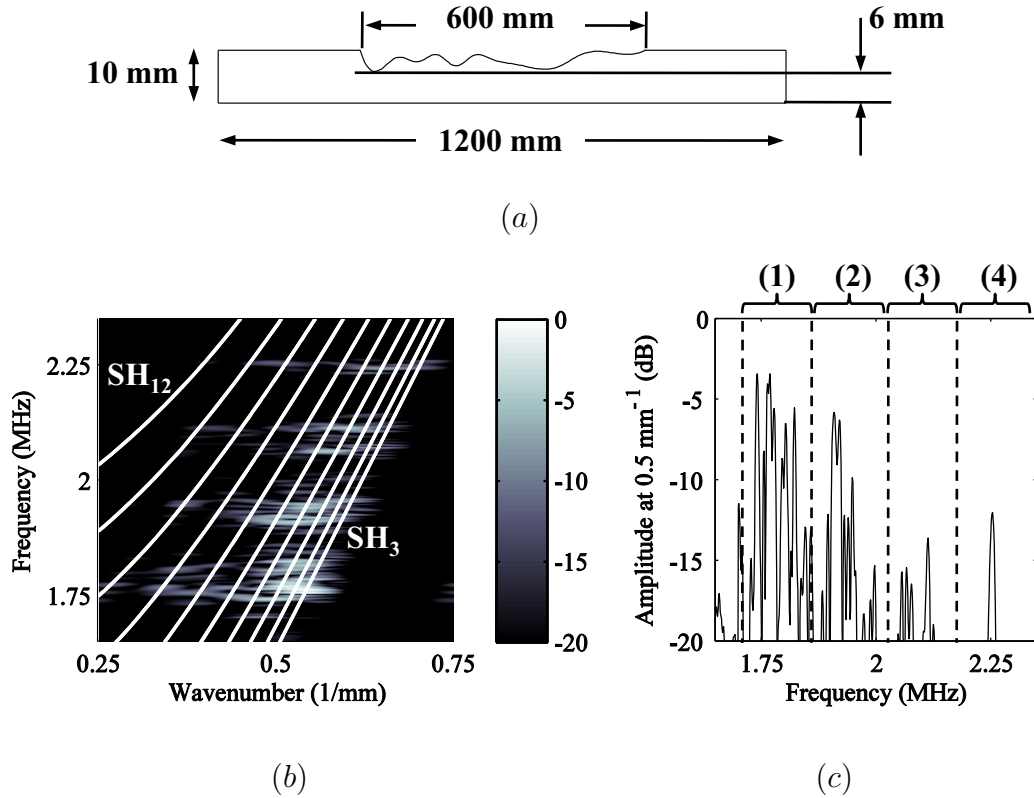 600 mm
6 mm
10 mm
1200 mm
(a)
(1) (2) (3) (4)
Frequency (MHz)
2.25
2
1.75
SH12
SH3
0.25 0.5 0.75
Wavenumber (1/mm)
0
-5
-10
-15
-20
Amplitude at 0.5 mm-1 (dB)
0
-5
-10
-15
-20
1.75 2 2.25
Frequency (MHz)
(b)
(c)